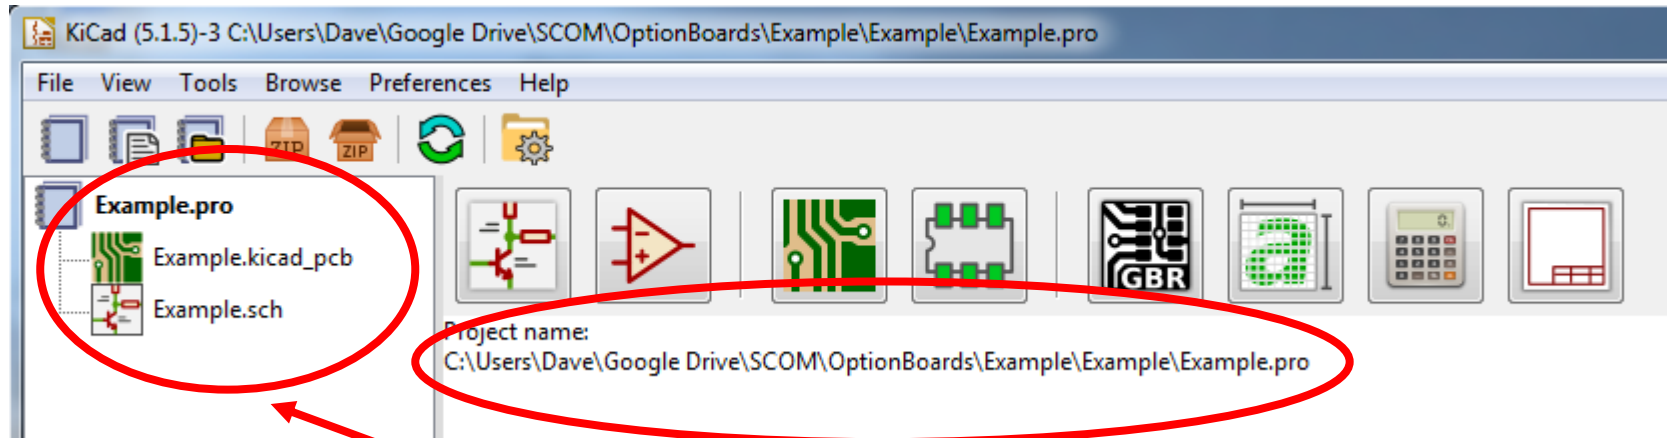 KiCad (5.1.5)-3 C:\Users\Dave\Google Drive\SCOM\OptionBoards\Example\Example\Example.pro
File View Tools Browse Preferences Help
ZIP ZIP
Example.pro
Example.kicad_pcb
Example.sch
GBR a 0.
Project name:
C:\Users\Dave\Google Drive\SCOM\OptionBoards\Example\Example\Example.pro